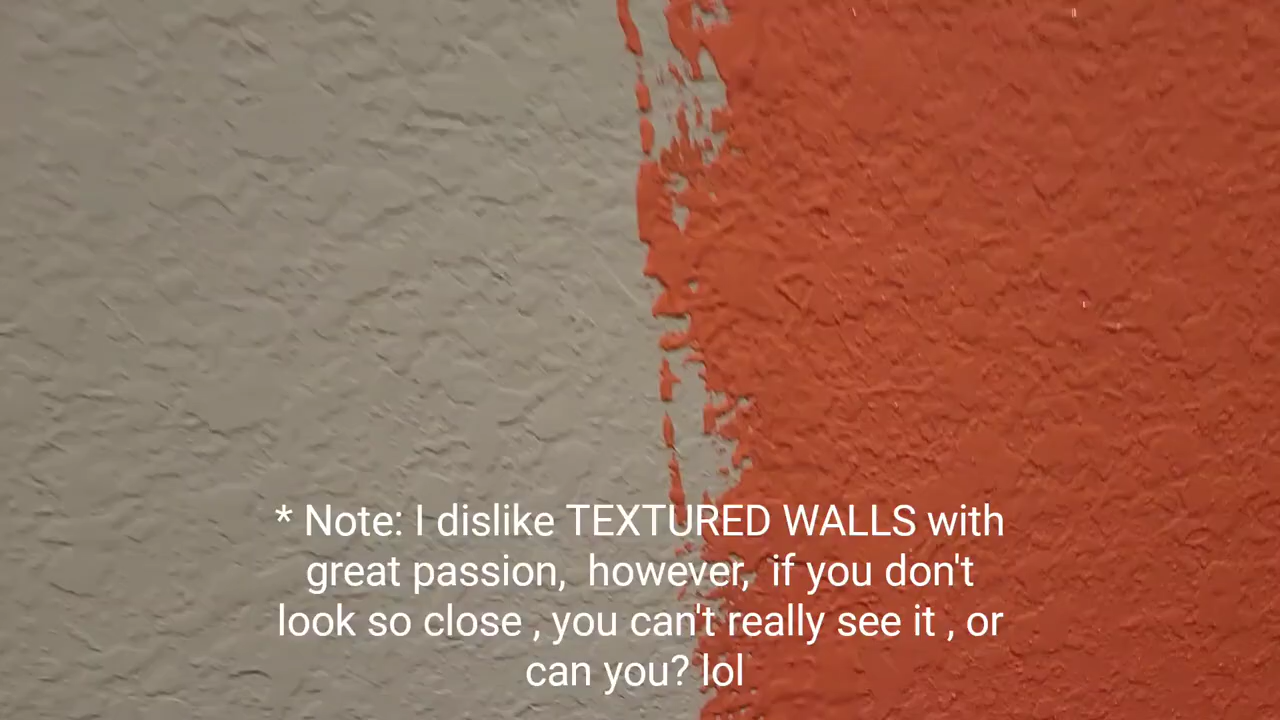 * Note: I dislike TEXTURED WALLS with
great passion,  however,  if you don't
look so close , you can't really see it , or
can you? lol